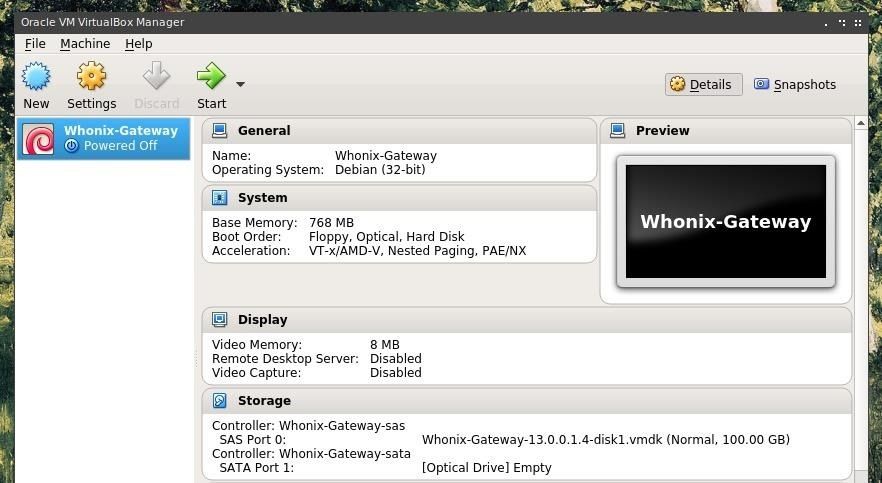 Oracle VM VirtualBox Manager
File Machine Help
New Settings Discard Start Details Snapshots
Whonix-Gateway
Powered Off
General
Name: Whonix-Gateway
Operating System: Debian (32-bit)
System
Base Memory: 768 MB
Boot Order: Floppy, Optical, Hard Disk
Acceleration: VT-x/AMD-V, Nested Paging, PAE/NX
Preview
Whonix-Gateway
Display
Video Memory: 8 MB
Remote Desktop Server: Disabled
Video Capture: Disabled
Storage
Controller: Whonix-Gateway-sas
SAS Port 0: Whonix-Gateway-13.0.0.1.4-disk1.vmdk (Normal, 100.00 GB)
Controller: Whonix-Gateway-sata
SATA Port 1: [Optical Drive] Empty